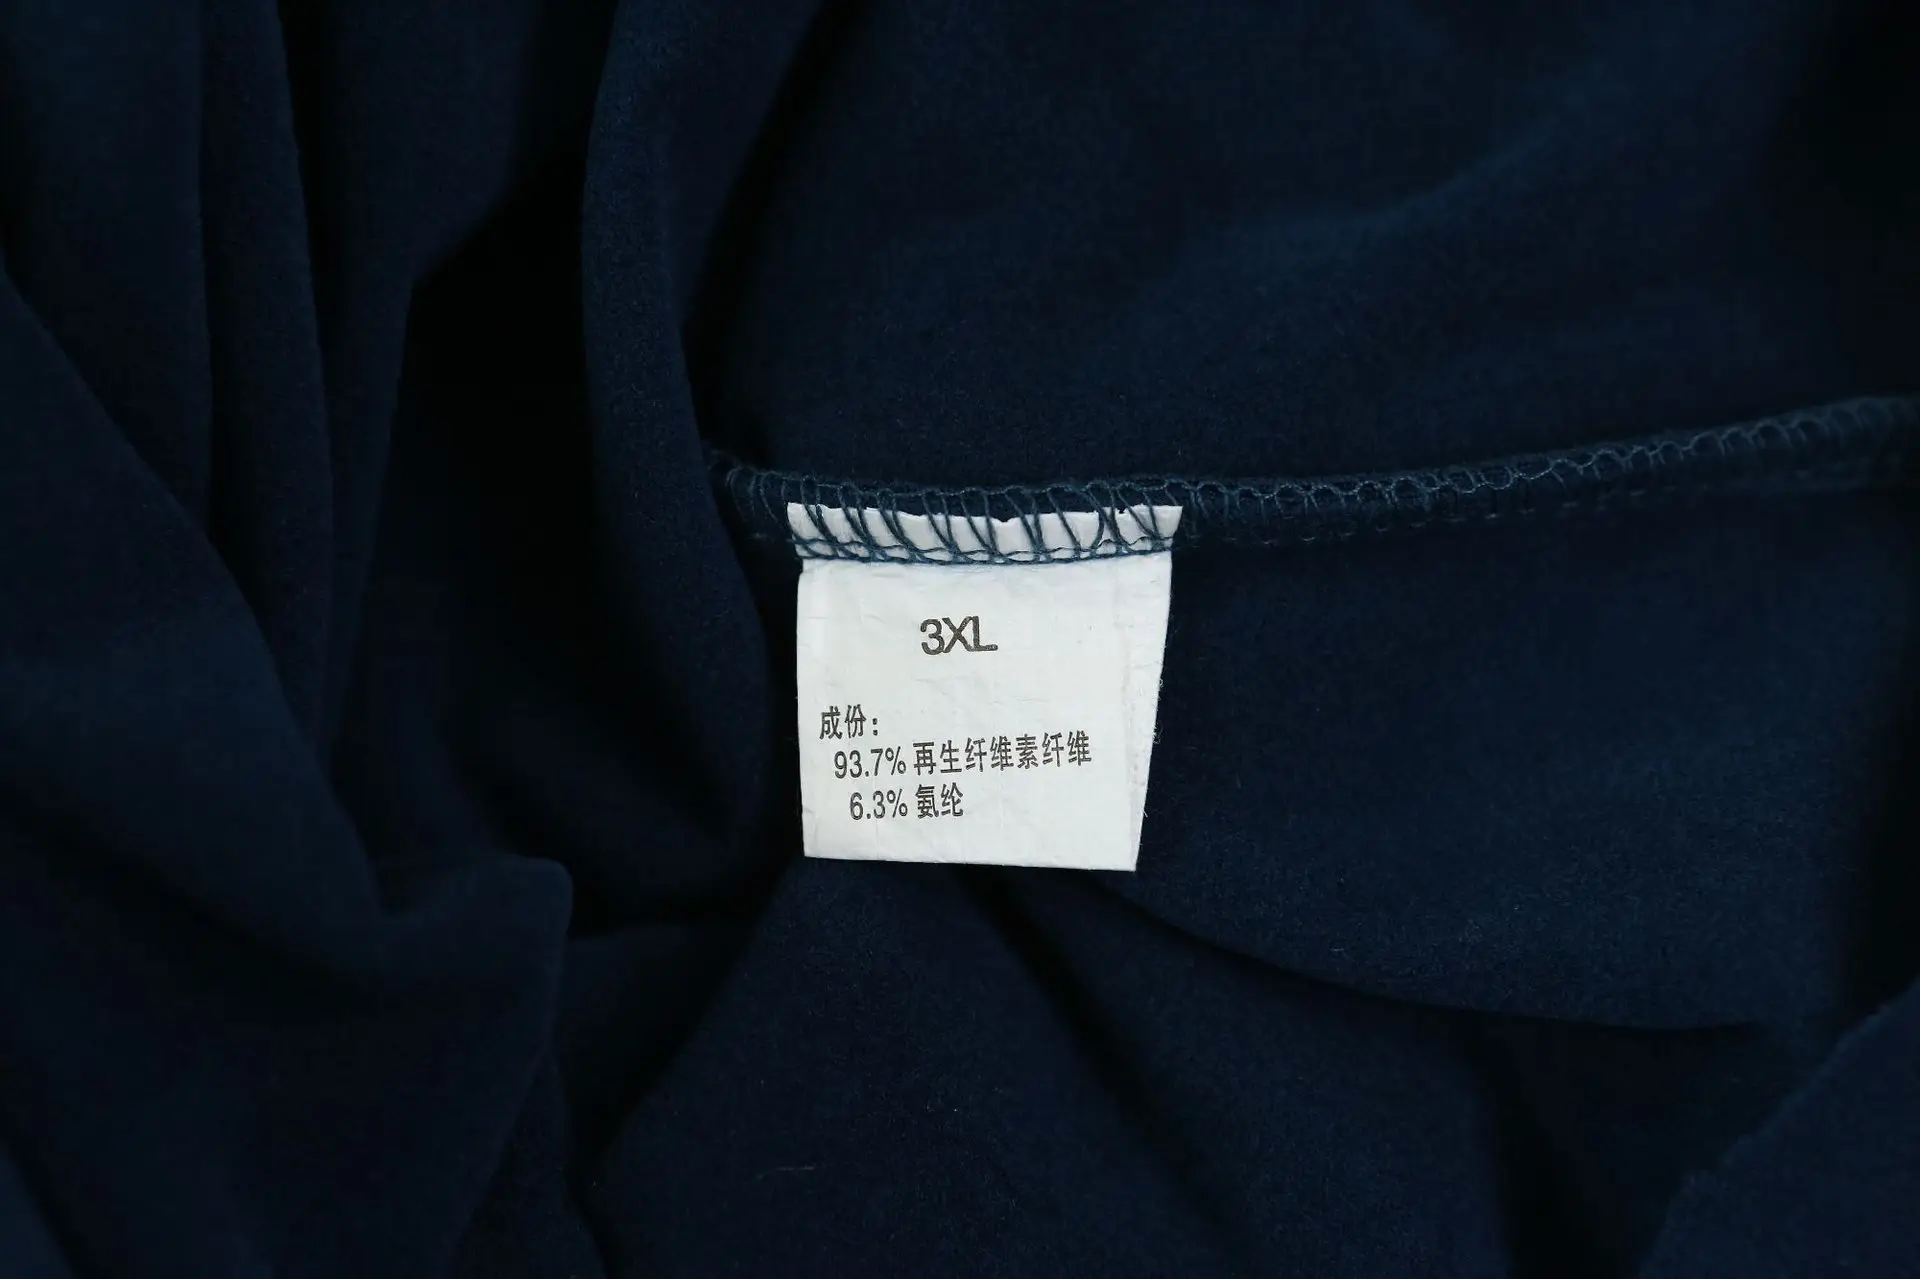 3XL
成份：
93.7% 再生纤维素纤维
6.3% 氨纶